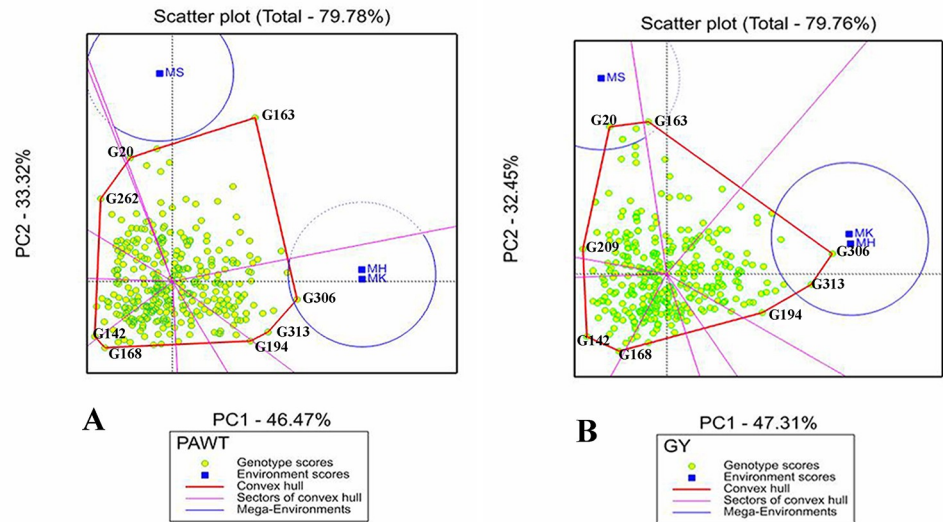 Scatter plot (Total - 79.78%)
PC2 - 33.32%
MS
G163
G20
G262
MH
MK
G306
G313
G194
G142
G168
A
PC1 - 46.47%
PAWT
Genotype scores
Environment scores
Convex hull
Sectors of convex hull
Mega-Environments
Scatter plot (Total - 79.76%)
PC2 - 32.45%
MS
G20
G163
MK
MH
G306
G209
G313
G194
G142
G168
B
PC1 - 47.31%
GY
Genotype scores
Environment scores
Convex hull
Sectors of convex hull
Mega-Environments